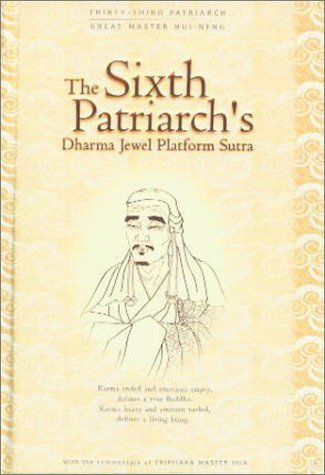 THIRTY-THIRD PATRIARCH
GREAT MASTER HUI-NENG
The Sixth
Patriarch's
Dharma Jewel Platform Sutra
Karma ended and emotions empty,
defines a true Buddha.
Karma heavy and emotion turbid,
defines a living being.
With the commentary of TRIPITAKA MASTER HUA